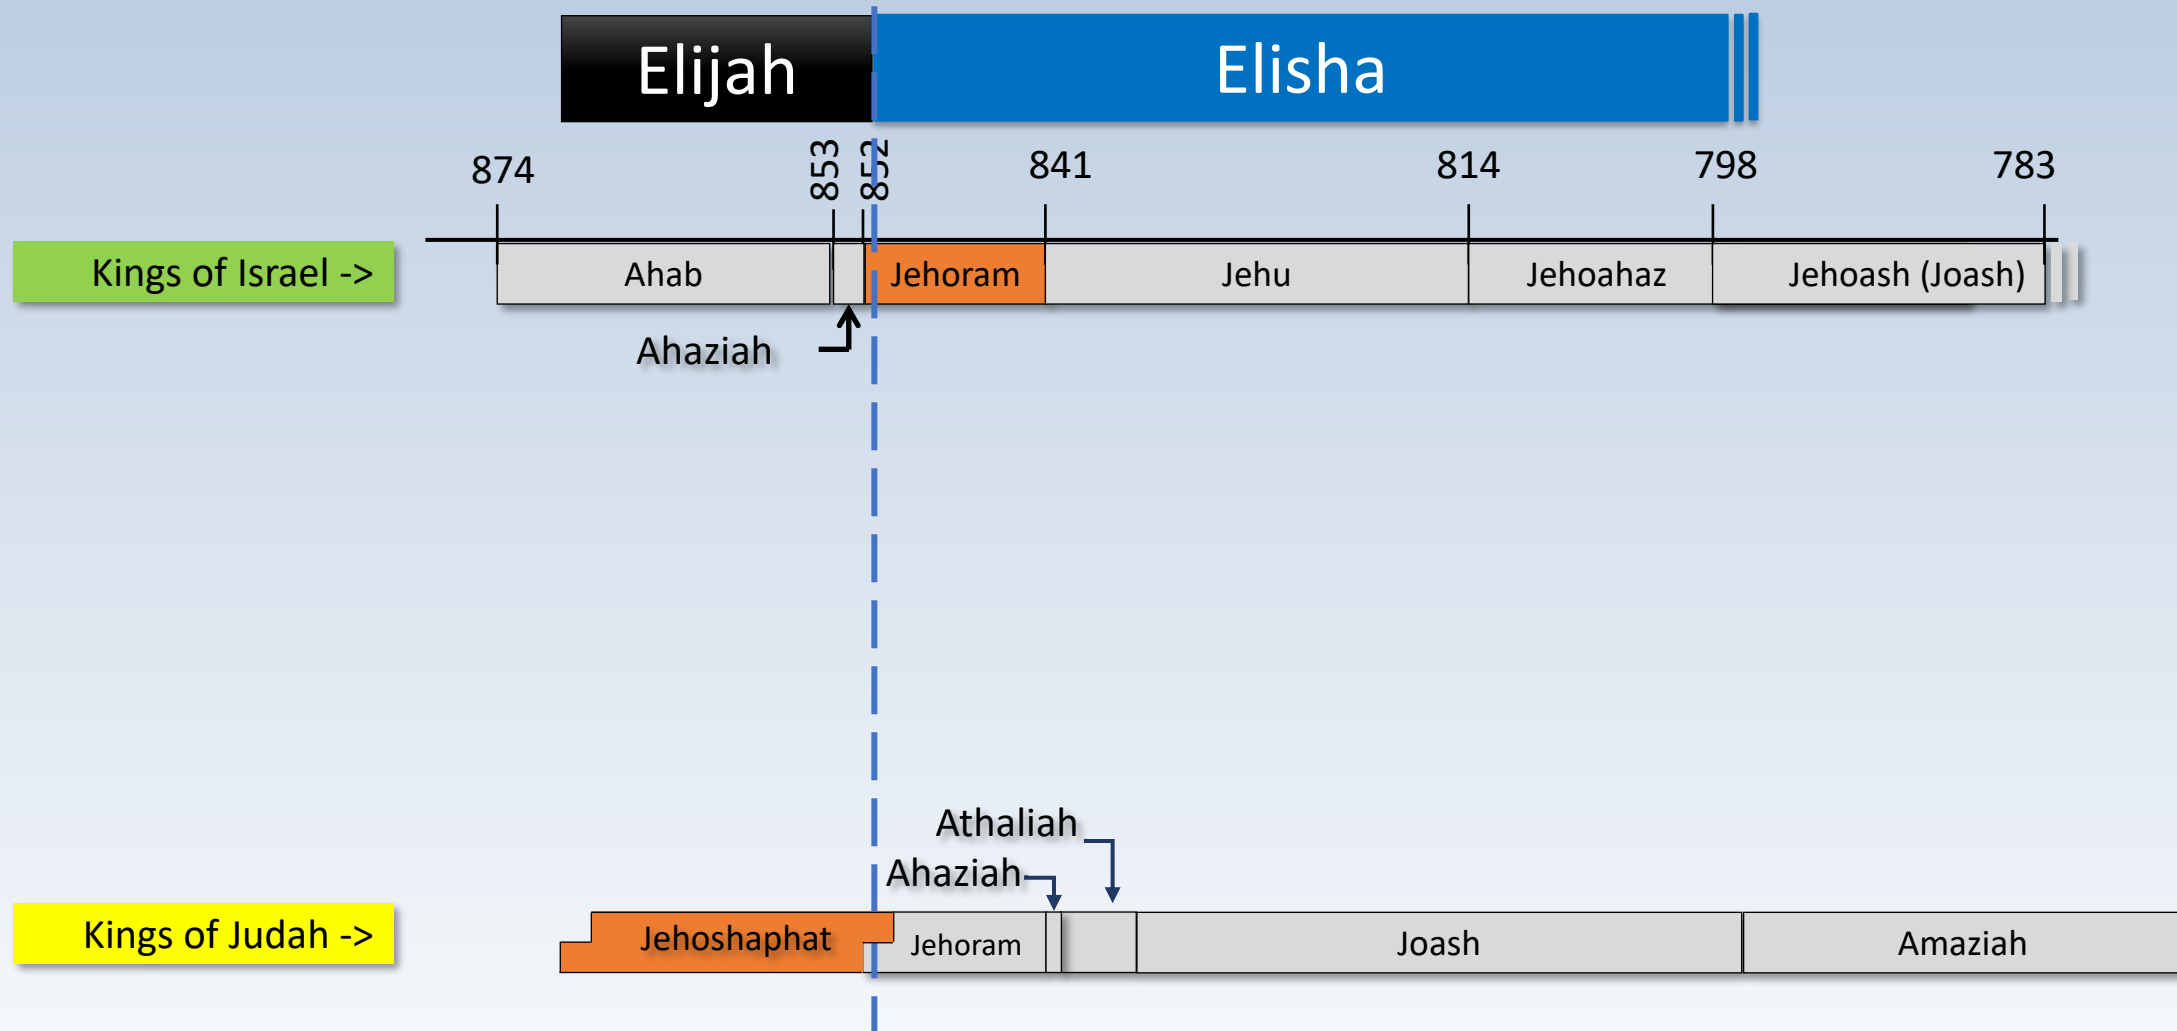 Elijah
Elisha
874
853
852
841
814
798
783
Kings of Israel ->
Ahab
Jehoram
Jehu
Jehoahaz
Jehoash (Joash)
Ahaziah
Athaliah
Ahaziah
Kings of Judah ->
Jehoshaphat
Jehoram
Joash
Amaziah